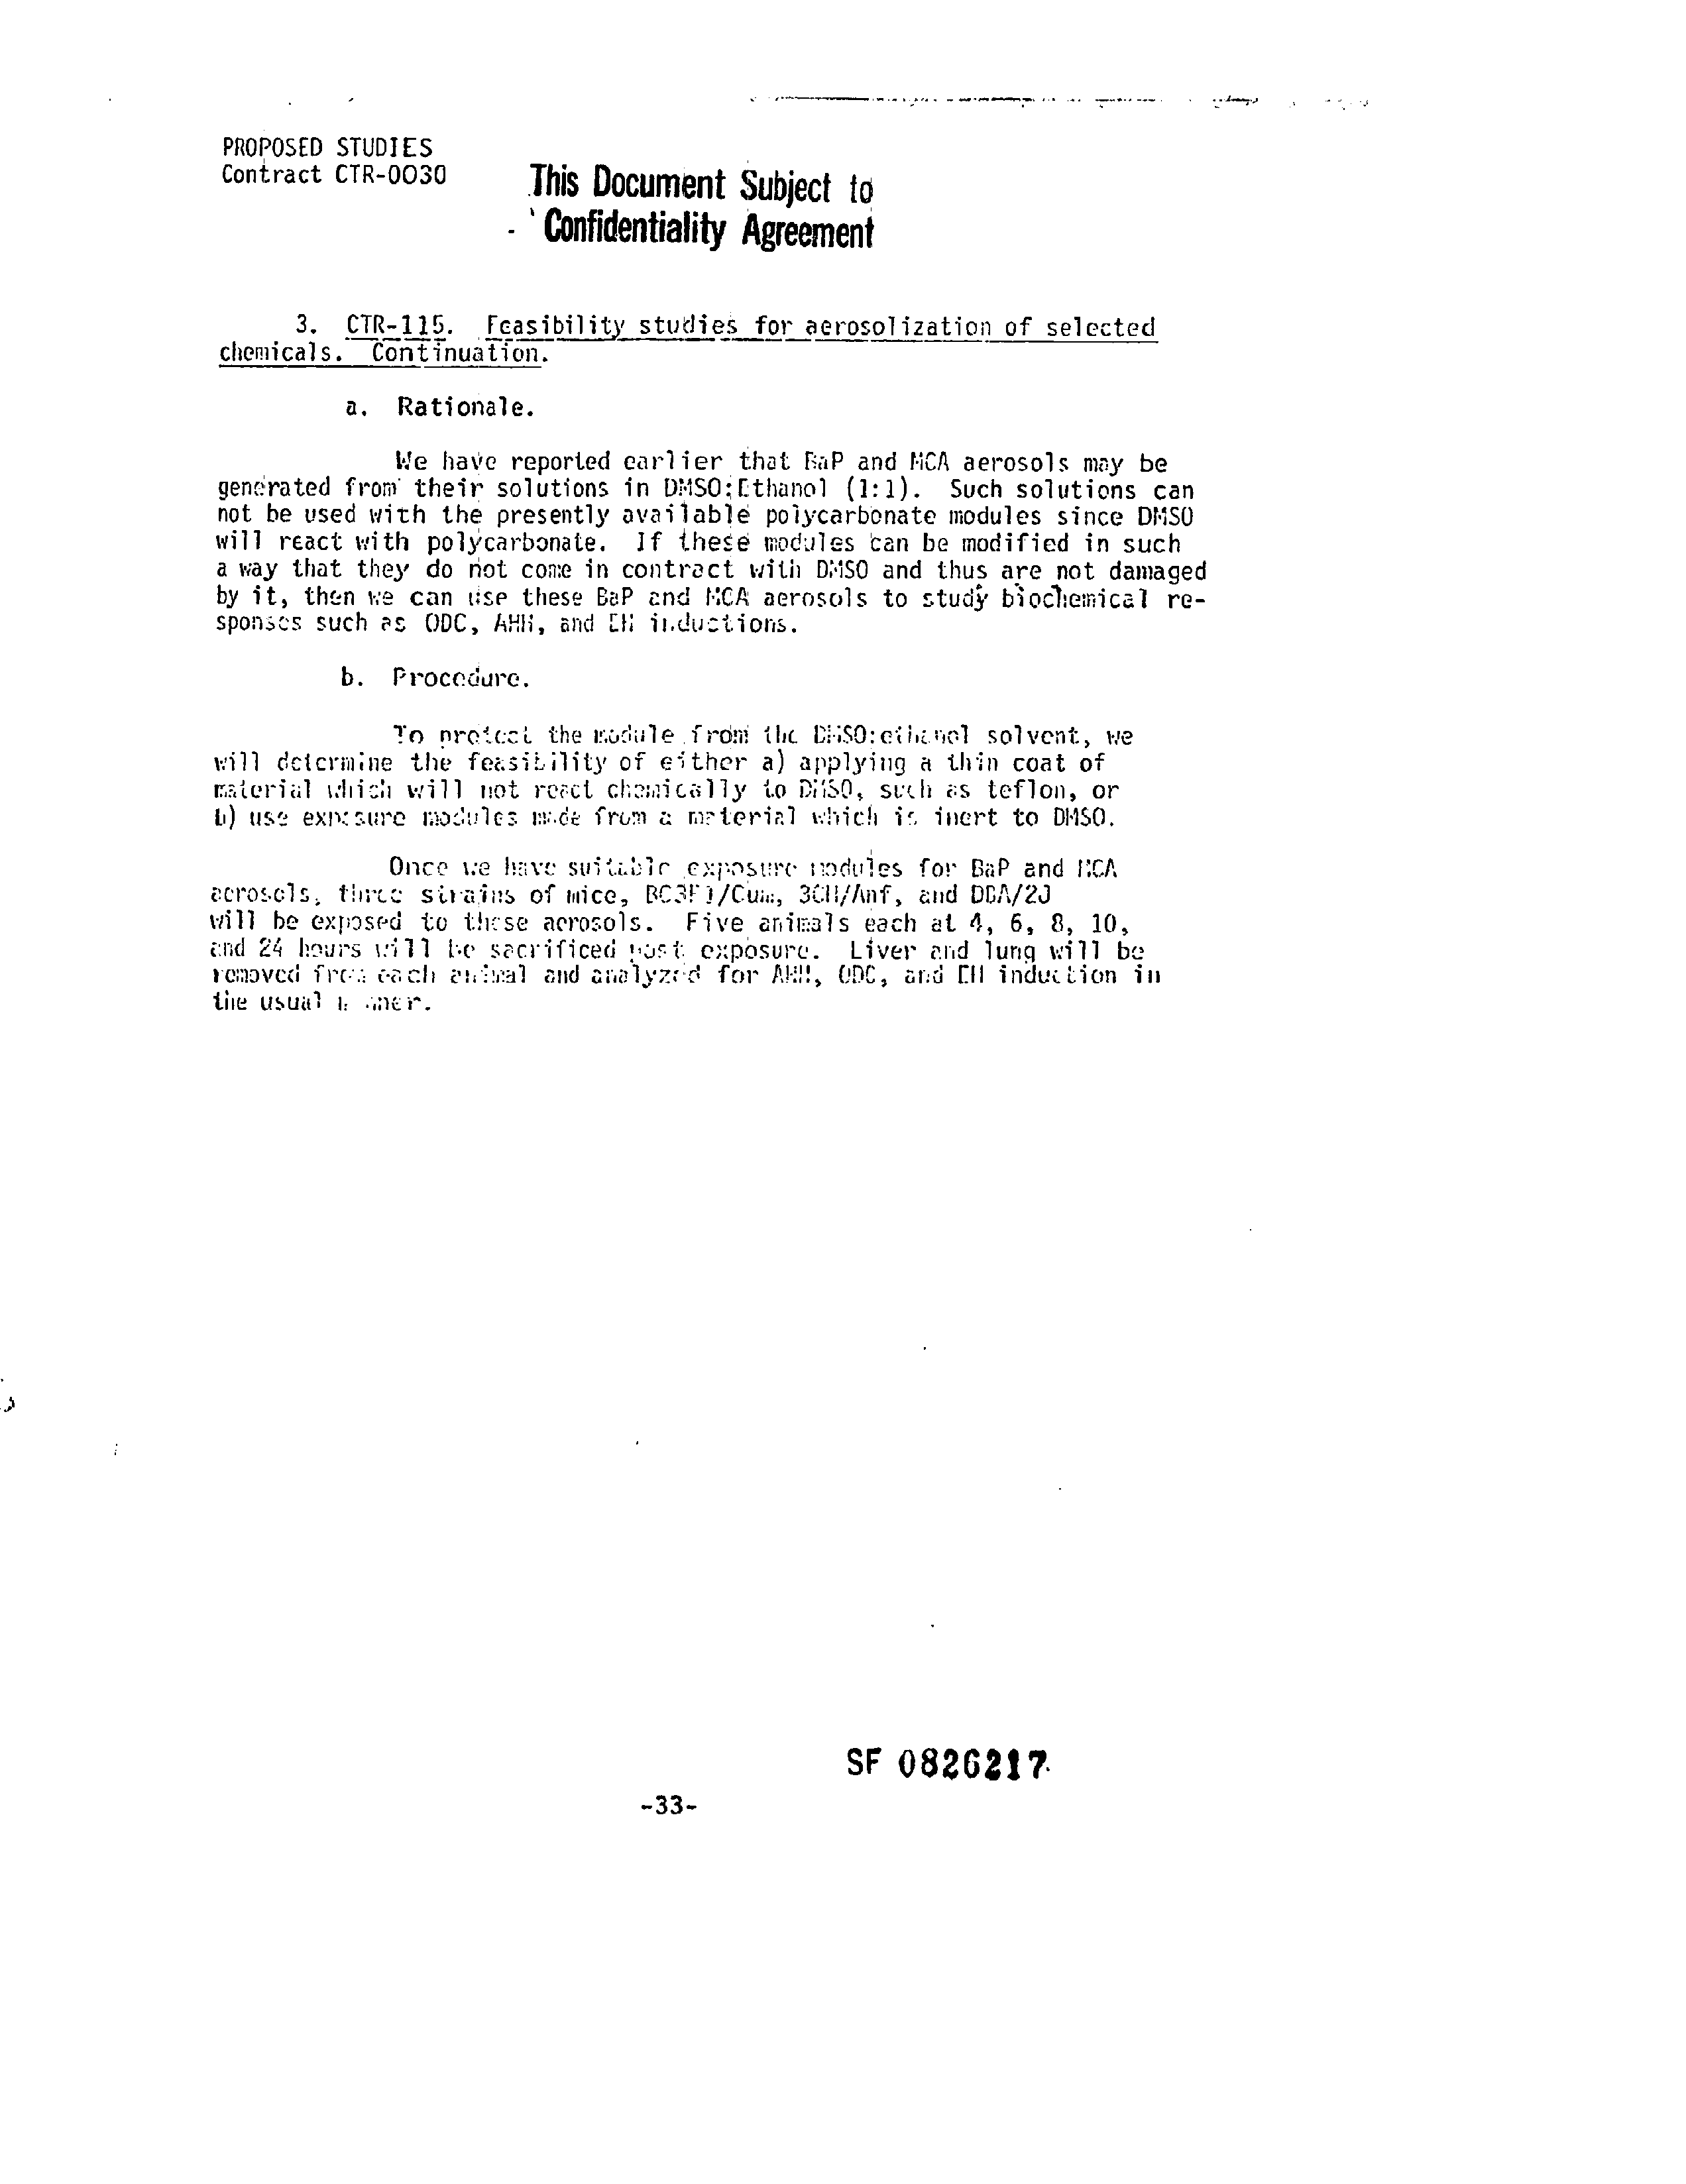 PROPOSED STUDIES
Contract CTR-0030
This Document Subject to
Confidentiality Agreement
3. CTR-115. Feasibility studies for aerosolization of selected
chemicals. Continuation.
a. Rationale.
We have reported earlier that BaP and MCA aerosols may be
generated from their solutions in DMSO:Ethanol (1:1). Such solutions can
not be used with the presently available polycarbonate modules since DMSO
will react with polycarbonate. If these modules can be modified in such
a way that they do not come in contract with DMSO and thus are not damaged
by it, then we can use these BaP and MCA aerosols to study biochemical re-
sponses such as ODC, AHH, and EH inductions.
b. Procedure.
To protect the module from the DMSO:ethanol solvent, we
will determine the feasibility of either a) applying a thin coat of
material which will not react chemically to DMSO, such as teflon, or
b) use exposure modules made from a material which is inert to DMSO.
Once we have suitable exposure modules for BaP and MCA
aerosols, three strains of mice, BC3F1/Cum, 3CH/Anf, and DBA/2J
will be exposed to these aerosols. Five animals each at 4, 6, 8, 10,
and 24 hours will be sacrificed post exposure. Liver and lung will be
removed from each animal and analyzed for AHH, ODC, and EH induction in
the usual manner.
SF 0826217
-33-